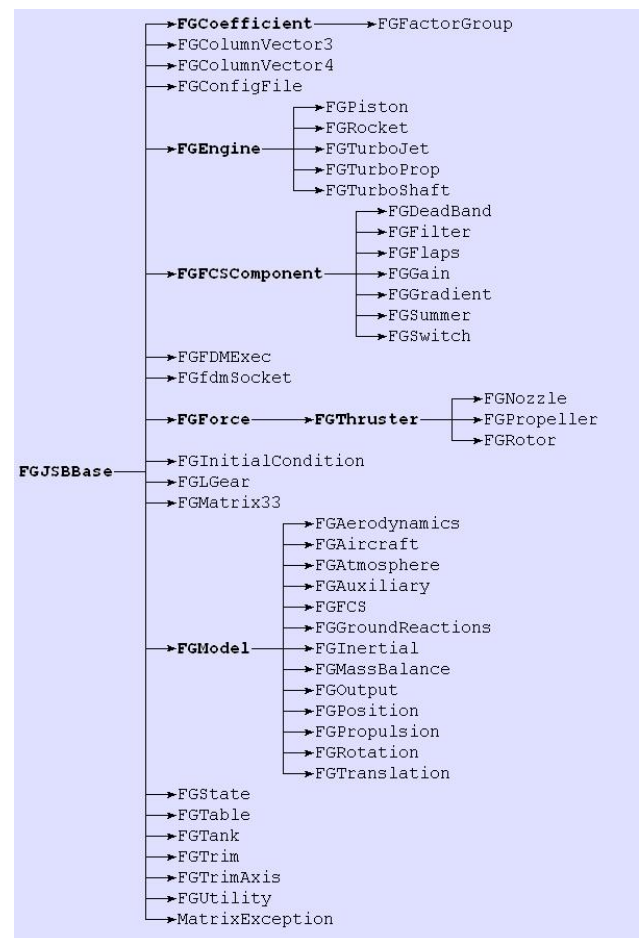 FGCoefficient FGFactorGroup
FGColumnVector3
FGColumnVector4
FGConfigFile
FGPiston
FGRocket
FGEngine FGTurboJet
FGTurboProp
FGTurboShaft
FGDeadBand
FGFilter
FGFlaps
FGFCSComponent FGGain
FGGradient
FGSummer
FGSwitch
FGFDMExec
FGfdmSocket
FGNozzle
FGForce FGThruster FGPropeller
FGRotor
FGInitialCondition
FGJSBBase
FGLGear
FGMatrix33
FGAerodynamics
FGAircraft
FGAtmosphere
FGAuxiliary
FGFCS
FGGroundReactions
FGModel FGInertial
FGMassBalance
FGOutput
FGPosition
FGPropulsion
FGRotation
FGTranslation
FGState
FGTable
FGTank
FGTrim
FGTrimAxis
FGUtility
MatrixException